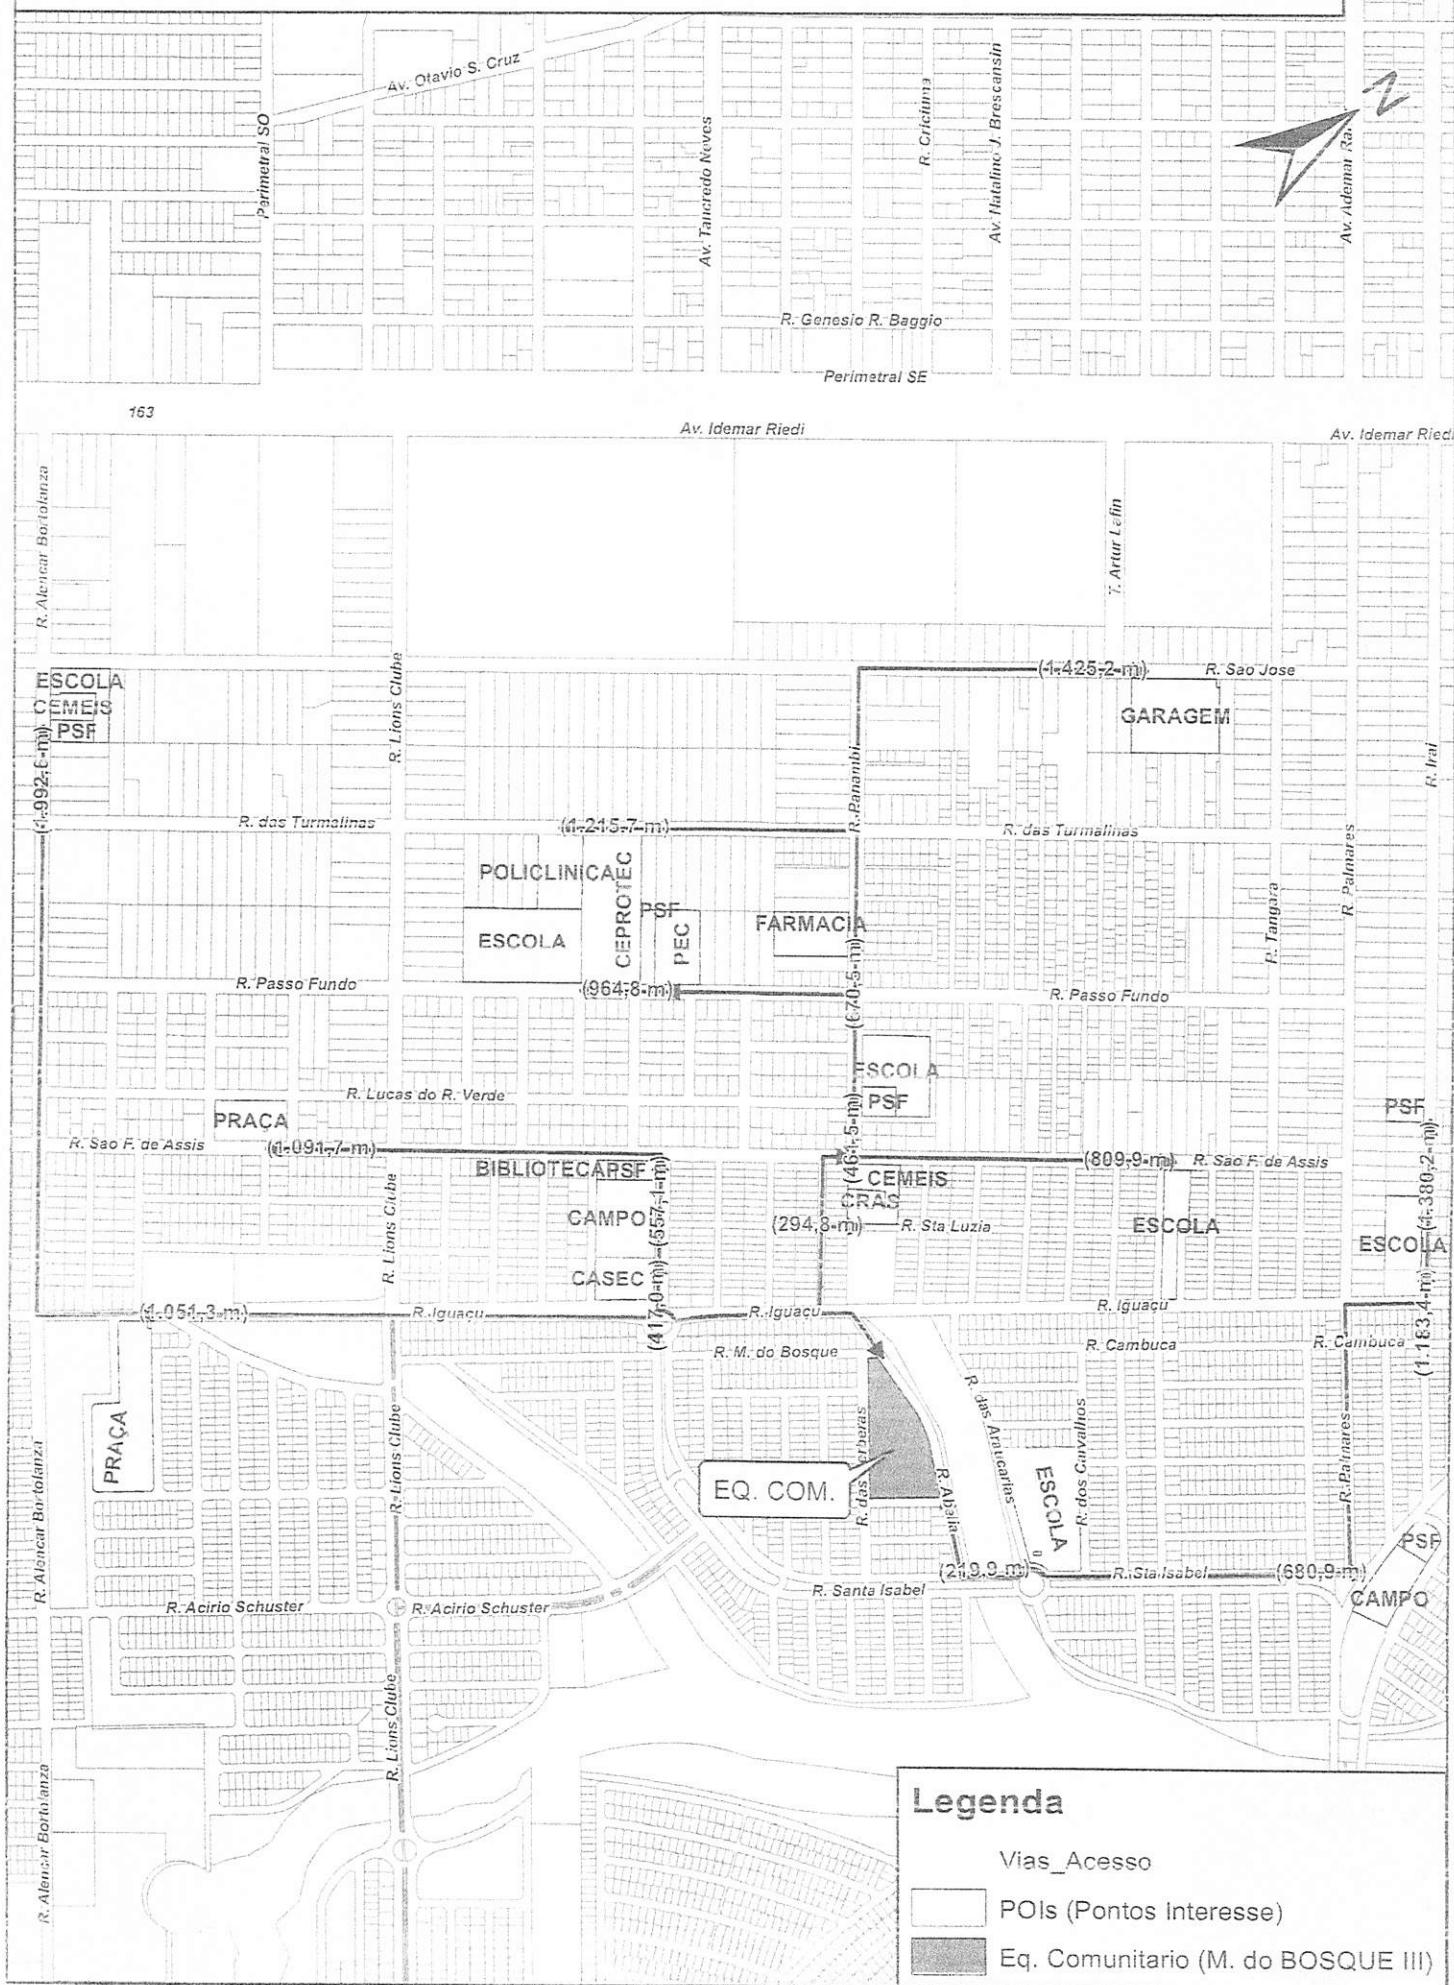 Av. Otavio S. Cruz
Perimetral SO
Av. Tancredo Neves
R. Criciuma
Av. Natalino J. Brescansin
N
Av. Ademar Ra
R. Genesio R. Baggio
Perimetral SE
163
Av. Idemar Riedi
Av. Idemar Riedi
R. Alencar Bortolanza
T. Artur Lafin
R. Lions Clube
ESCOLA
CEMEIS
PSF
(1.992,6 m)
(1.425,2 m)
R. Sao Jose
GARAGEM
R. Panambi
R. Irai
R. das Turmalinas
(1.215,7 m)
R. das Turmalinas
R. Palmares
POLICLINICA
CEPROTEC
PSF
PEC
ESCOLA
FARMACIA
R. Tangara
R. Passo Fundo
(964,8 m)
(670,5 m)
R. Passo Fundo
ESCOLA
PSF
R. Lucas do R. Verde
PRAÇA
PSF
R. Sao F. de Assis
(1.091,7 m)
(461,5 m)
(809,9 m)
R. Sao F. de Assis
(1.380,2 m)
BIBLIOTECA
PSF
CEMEIS
CRAS
CAMPO
(557,1 m)
(294,8 m)
R. Sta Luzia
ESCOLA
ESCOLA
R. Lions Clube
CASEC
(417,0 m)
(1.051,3 m)
R. Iguaçu
R. Iguaçu
R. Iguaçu
(1.183,4 m)
R. M. do Bosque
R. Cambuca
R. Cambuca
PRAÇA
R. Lions Clube
R. das Araucarias
R. dos Carvalhos
R. Palmares
R. Alencar Bortolanza
EQ. COM.
R. das
R. Abelia
ESCOLA
PSF
(219,9 m)
R. Sta Isabel
(680,9 m)
R. Santa Isabel
CAMPO
R. Acirio Schuster
R. Acirio Schuster
R. Lions Clube
R. Alencar Bortolanza
Legenda
Vias_Acesso
POIs (Pontos Interesse)
Eq. Comunitario (M. do BOSQUE III)